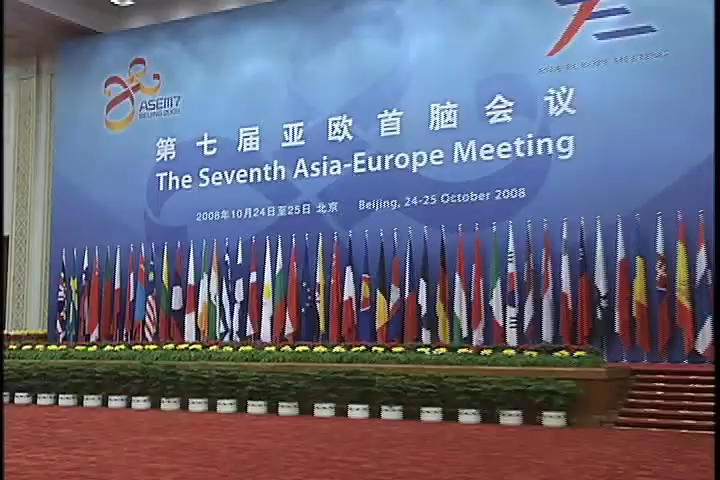 ASIA-EUROPE MEETING
ASEM7
BEIJING 2008
第七届亚欧首脑会议
The Seventh Asia-Europe Meeting
2008年10月24日至25日 北京 Beijing, 24-25 October 2008